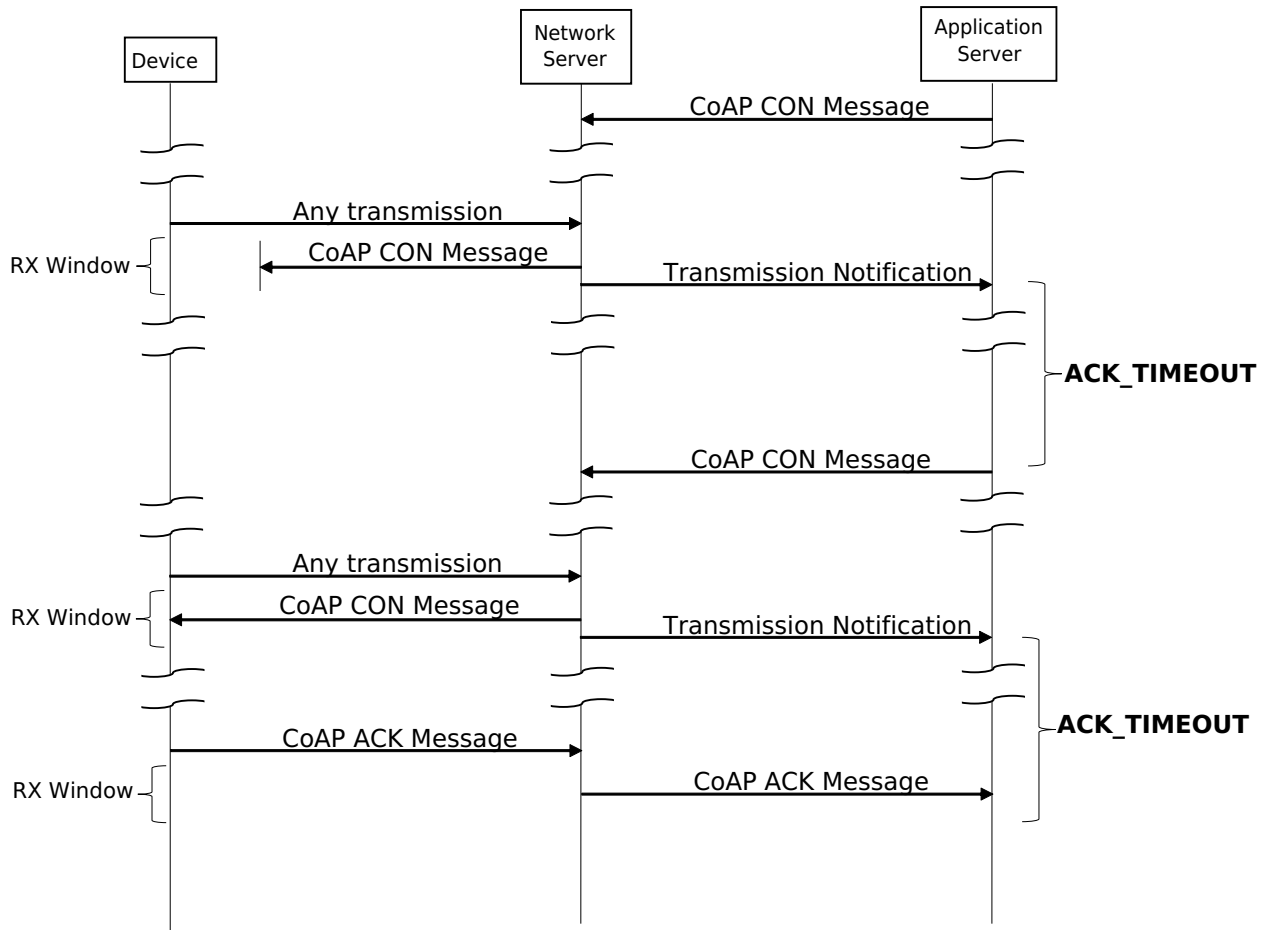 Device
Network
Server
Application
Server
CoAP CON Message
Any transmission
RX Window
CoAP CON Message
Transmission Notification
ACK_TIMEOUT
CoAP CON Message
Any transmission
RX Window
CoAP CON Message
Transmission Notification
ACK_TIMEOUT
CoAP ACK Message
RX Window
CoAP ACK Message